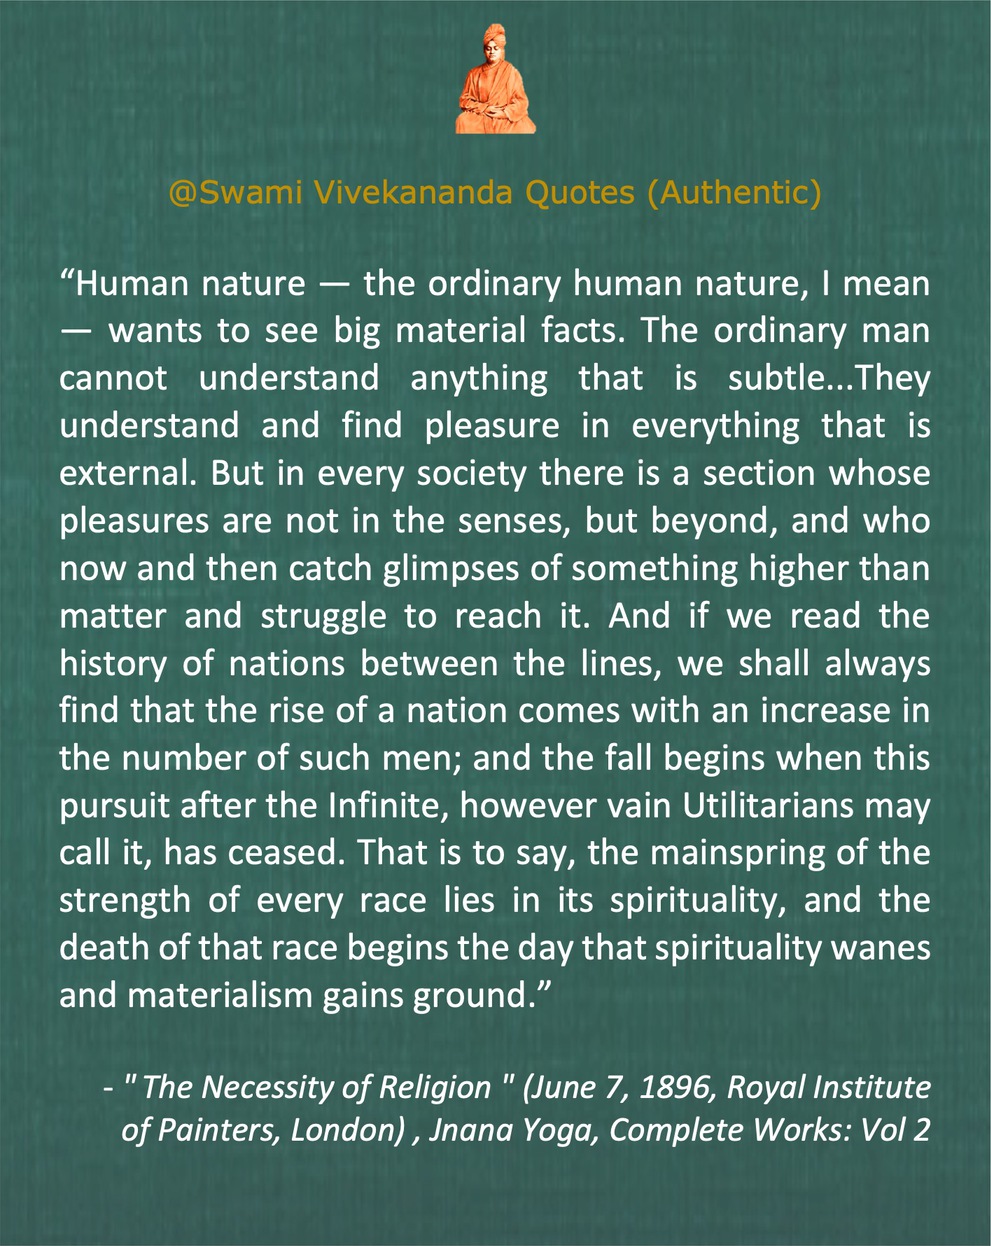 @Swami Vivekananda Quotes (Authentic)
“Human nature — the ordinary human nature, I mean
— wants to see big material facts. The ordinary man
cannot understand anything that is subtle...They
understand and find pleasure in everything that is
external. But in every society there is a section whose
pleasures are not in the senses, but beyond, and who
now and then catch glimpses of something higher than
matter and struggle to reach it. And if we read the
history of nations between the lines, we shall always
find that the rise of a nation comes with an increase in
the number of such men; and the fall begins when this
pursuit after the Infinite, however vain Utilitarians may
call it, has ceased. That is to say, the mainspring of the
strength of every race lies in its spirituality, and the
death of that race begins the day that spirituality wanes
and materialism gains ground.”
- " The Necessity of Religion " (June 7, 1896, Royal Institute
of Painters, London) , Jnana Yoga, Complete Works: Vol 2